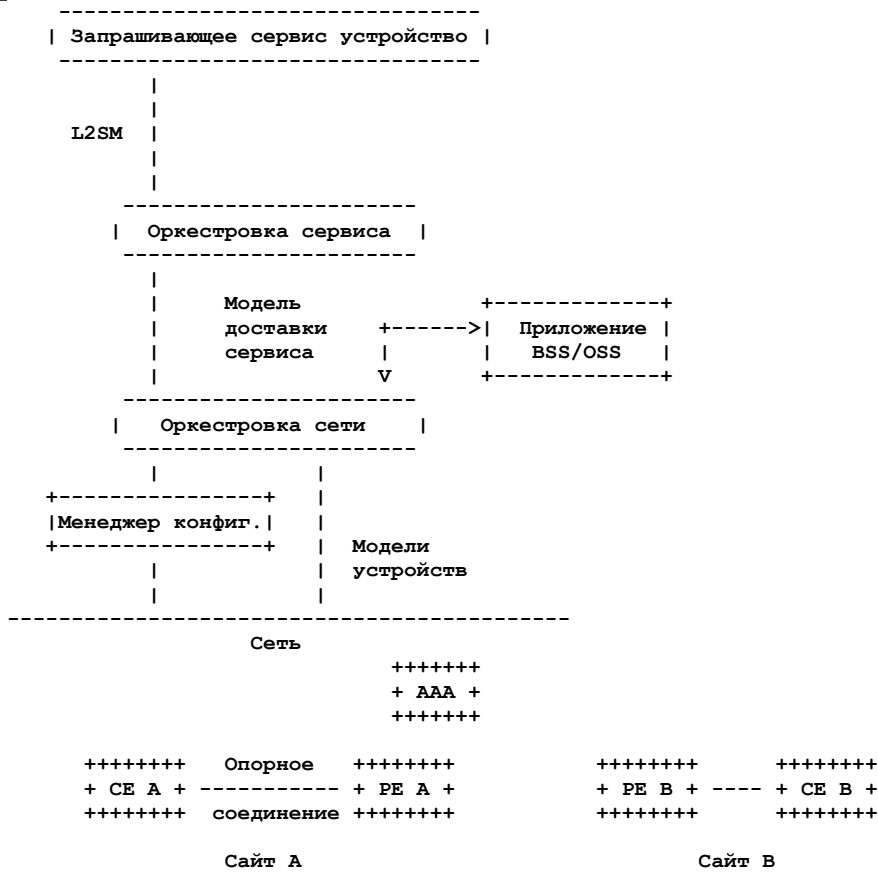 Запрашивающее сервис устройство
L2SM
Оркестровка сервиса
Модель
доставки
Приложение
сервиса
BSS/OSS
V
Оркестровка сети
Менеджер конфиг.
Модели
устройств
Сеть
AAA
Опорное
CE A
PE A
PE B
CE B
соединение
Сайт A
Сайт B